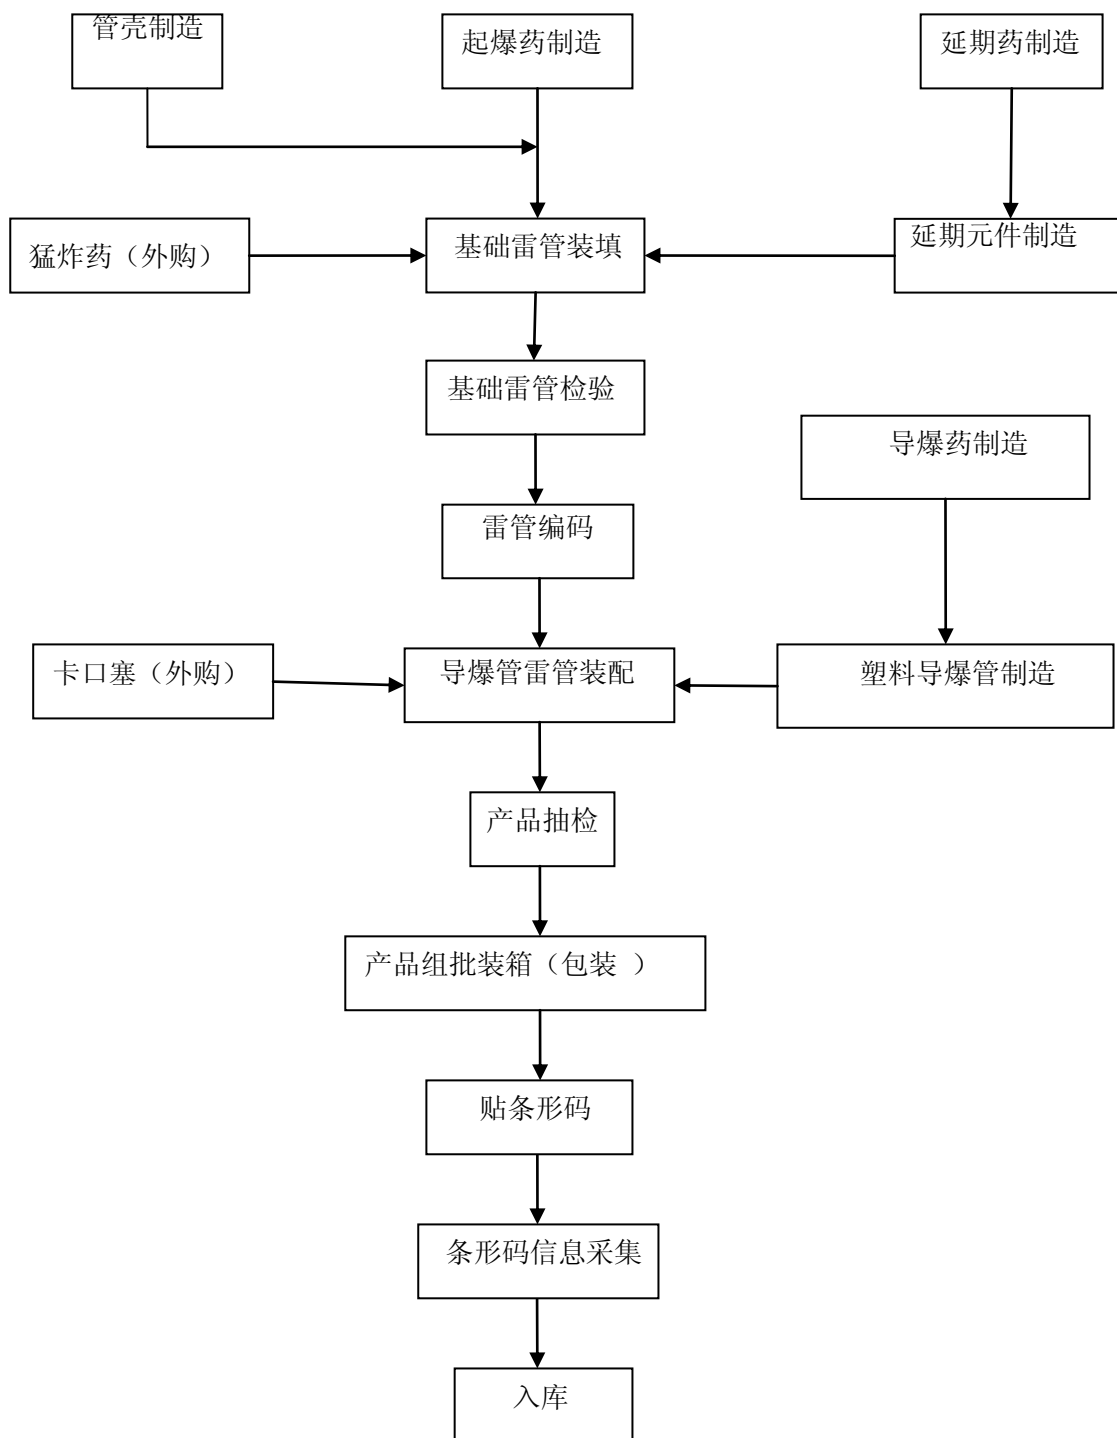 管壳制造
起爆药制造
延期药制造
猛炸药（外购）
基础雷管装填
延期元件制造
基础雷管检验
导爆药制造
雷管编码
卡口塞（外购）
导爆管雷管装配
塑料导爆管制造
产品抽检
产品组批装箱（包装 ）
贴条形码
条形码信息采集
入库